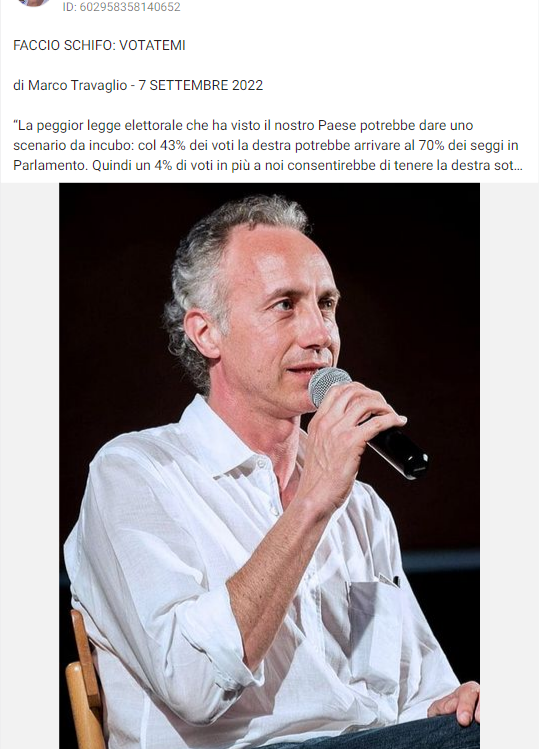 ID: 602958358140652
FACCIO SCHIFO: VOTATEMI
di Marco Travaglio - 7 SETTEMBRE 2022
“La peggior legge elettorale che ha visto il nostro Paese potrebbe dare uno
scenario da incubo: col 43% dei voti la destra potrebbe arrivare al 70% dei seggi in
Parlamento. Quindi un 4% di voti in più a noi consentirebbe di tenere la destra sot...